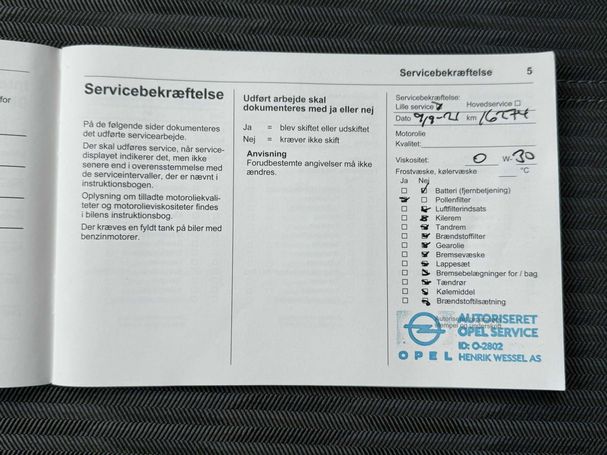 for
Servicebekræftelse 5
Servicebekræftelse
På de følgende sider dokumenteres
det udførte servicearbejde.
Der skal udføres service, når service-
displayet indikerer det, men ikke
senere end i overensstemmelse med
de serviceintervaller, der er nævnt i
instruktionsbogen.
Oplysning om tilladte motoroliekvali-
teter og motorolieviskositeter findes
i bilens instruktionsbog.
Der kræves en fyldt tank på biler med
benzinmotorer.
Udført arbejde skal
dokumenteres med ja eller nej
Ja = blev skiftet eller udskiftet
Nej = kræver ikke skift
Anvisning
Forudbestemte angivelser må ikke
ændres.
Servicebekræftelse:
Lille service Hovedservice ☐
Dato 9/9-21 km 16274
Motorolie
Kvalitet:
Viskositet: 0 W- 30
Frostvæske, kølervæske °C
Ja Nej
Batteri (fjernbetjening)
Pollenfilter
Luftfilterindsats
Kilerem
Tandrem
Brændstoffilter
Gearolie
Bremsevæske
Lappesæt
Bremsebelægninger for / bag
Tændrør
Kølemiddel
Brændstoftilsætning
AUTORISERET
OPEL SERVICE
ID: O-2802
OPEL HENRIK WESSEL AS